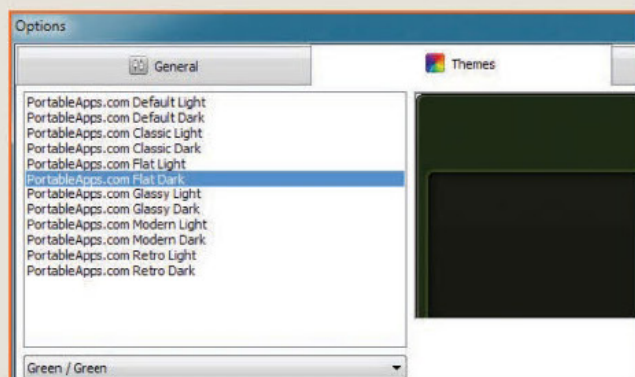 Options
General
Themes
PortableApps.com Default Light
PortableApps.com Default Dark
PortableApps.com Classic Light
PortableApps.com Classic Dark
PortableApps.com Flat Light
PortableApps.com Flat Dark
PortableApps.com Glassy Light
PortableApps.com Glassy Dark
PortableApps.com Modern Light
PortableApps.com Modern Dark
PortableApps.com Retro Light
PortableApps.com Retro Dark
Green / Green